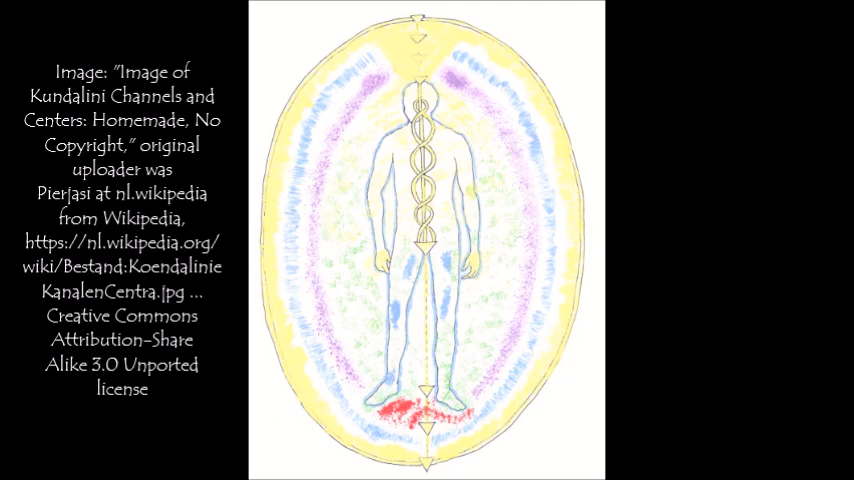 Image: "Image of
Kundalini Channels and
Centers: Homemade, No
Copyright," original
uploader was
Pierjasi at nl.wikipedia
from Wikipedia,
https://nl.wikipedia.org/
wiki/Bestand:Koendalinie
KanalenCentra.jpg ...
Creative Commons
Attribution-Share
Alike 3.0 Unported
license